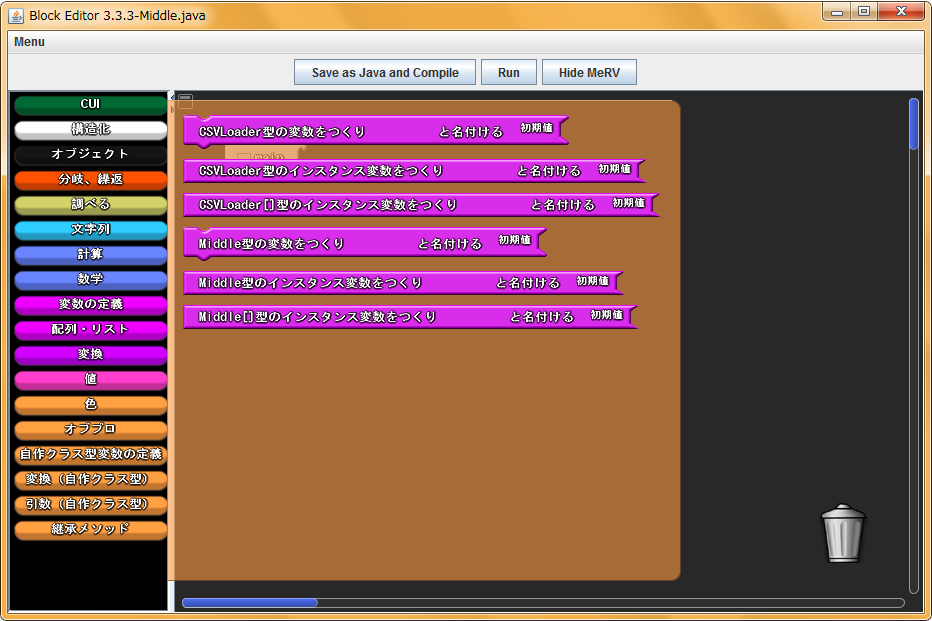 Block Editor 3.3.3-Middle.java
Menu
Save as Java and Compile Run Hide MeRV
CUI
構造化
オブジェクト
分岐、繰返
調べる
文字列
計算
数学
変数の定義
配列・リスト
変換
値
色
オブプロ
自作クラス型変数の定義
変換(自作クラス型)
引数(自作クラス型)
継承メソッド
CSVLoader型の変数をつくり と名付ける 初期値
main
CSVLoader型のインスタンス変数をつくり と名付ける 初期値
CSVLoader[]型のインスタンス変数をつくり と名付ける 初期値
Middle型の変数をつくり と名付ける 初期値
Middle型のインスタンス変数をつくり と名付ける 初期値
Middle[]型のインスタンス変数をつくり と名付ける 初期値